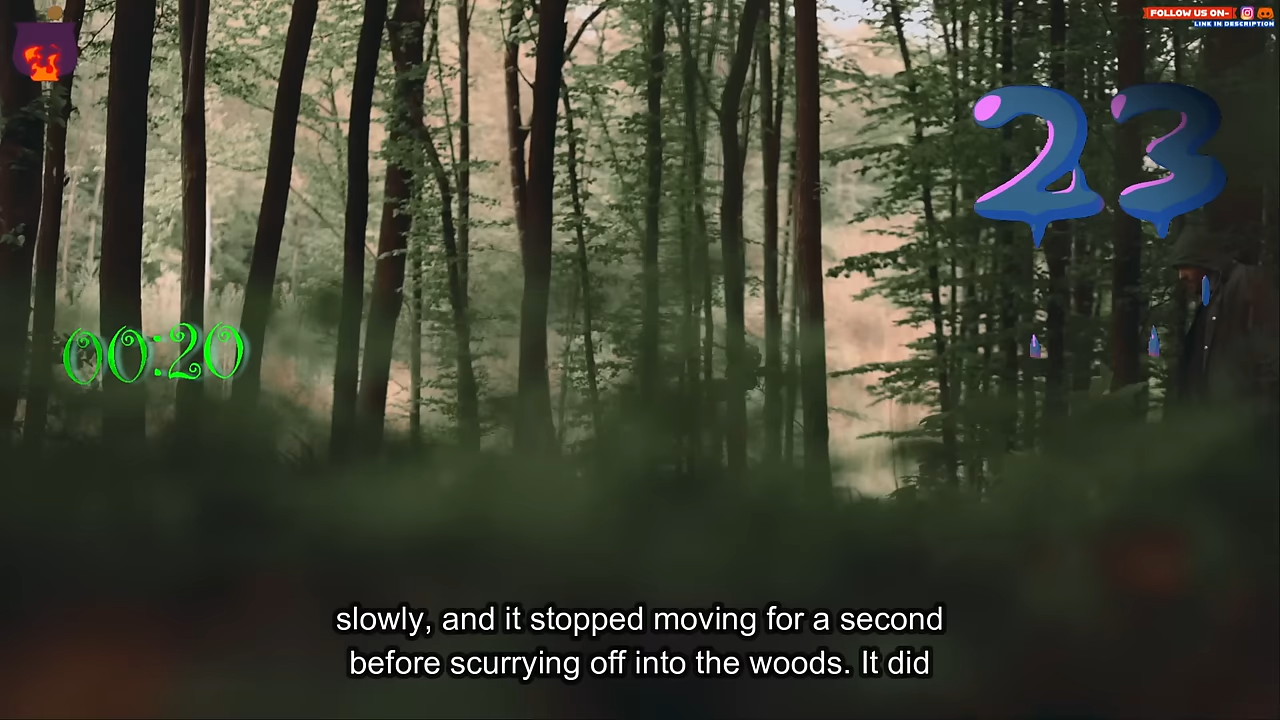 FOLLOW US ON-
LINK IN DESCRIPTION
23
00:20
slowly, and it stopped moving for a second
before scurrying off into the woods. It did